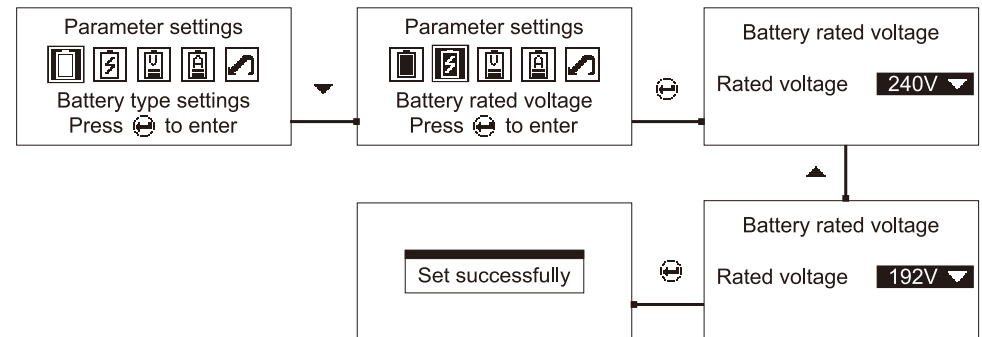 Parameter settings
Battery type settings
Press to enter
Parameter settings
Battery rated voltage
Press to enter
Battery rated voltage
Rated voltage 240V
Battery rated voltage
Rated voltage 192V
Set successfully